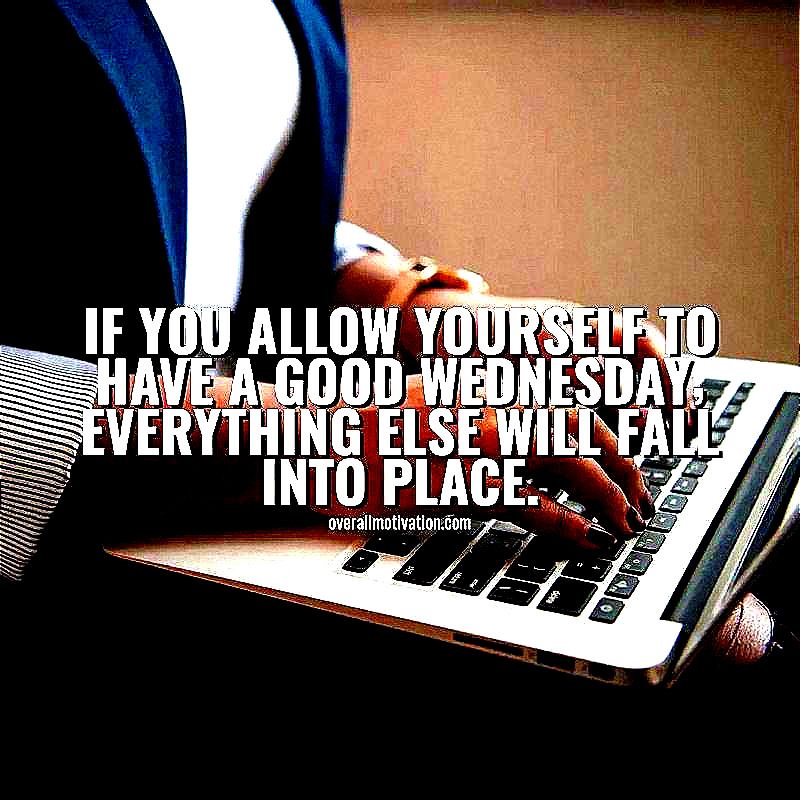 IF YOU ALLOW YOURSELF TO
HAVE A GOOD WEDNESDAY,
EVERYTHING ELSE WILL FALL
INTO PLACE.
overallmotivation.com